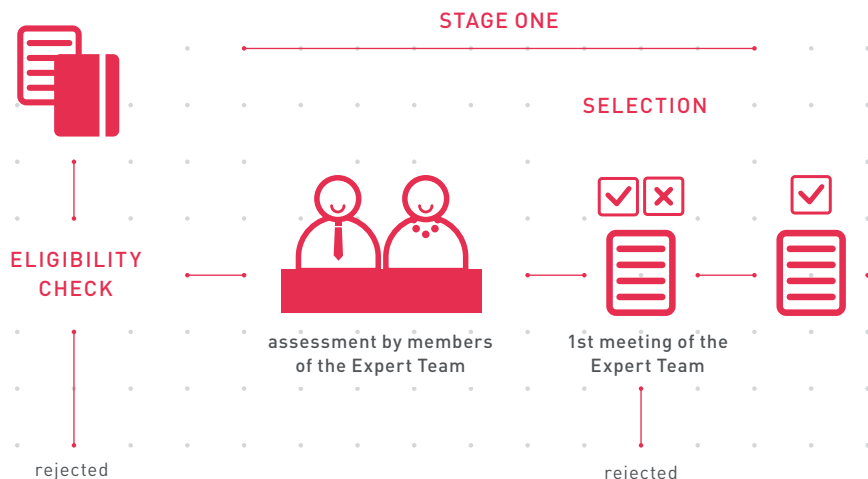 STAGE ONE
SELECTION
ELIGIBILITY
CHECK
assessment by members
of the Expert Team
1st meeting of the
Expert Team
rejected
rejected